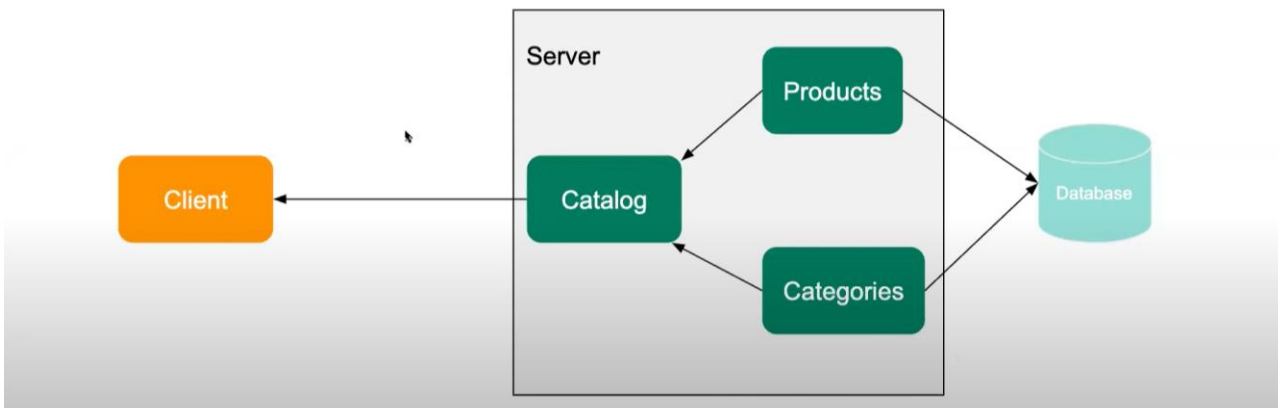 Server
Products
Client
Catalog
Database
Categories